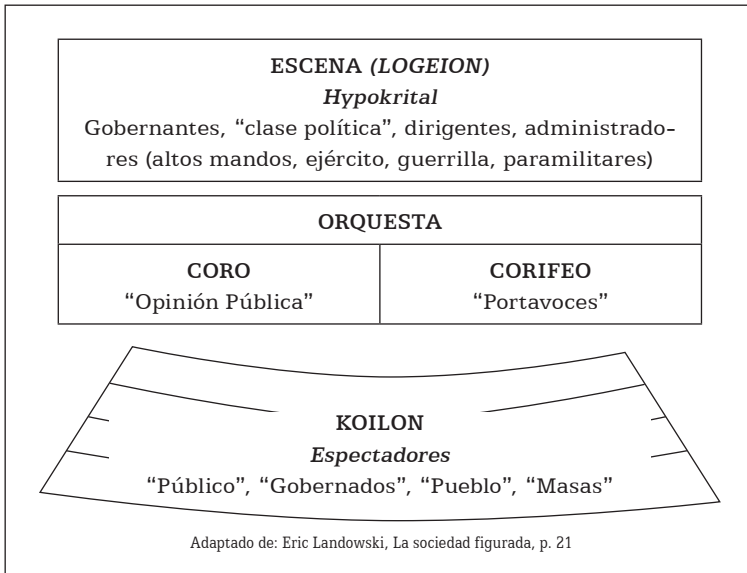 ESCENA (LOGEION)
Hypokrital
Gobernantes, “clase política”, dirigentes, administrado-
res (altos mandos, ejército, guerrilla, paramilitares)
ORQUESTA
CORO
“Opinión Pública”
CORIFEO
“Portavoces”
KOILON
Espectadores
“Público”, “Gobernados”, “Pueblo”, “Masas”
Adaptado de: Eric Landowski, La sociedad figurada, p. 21